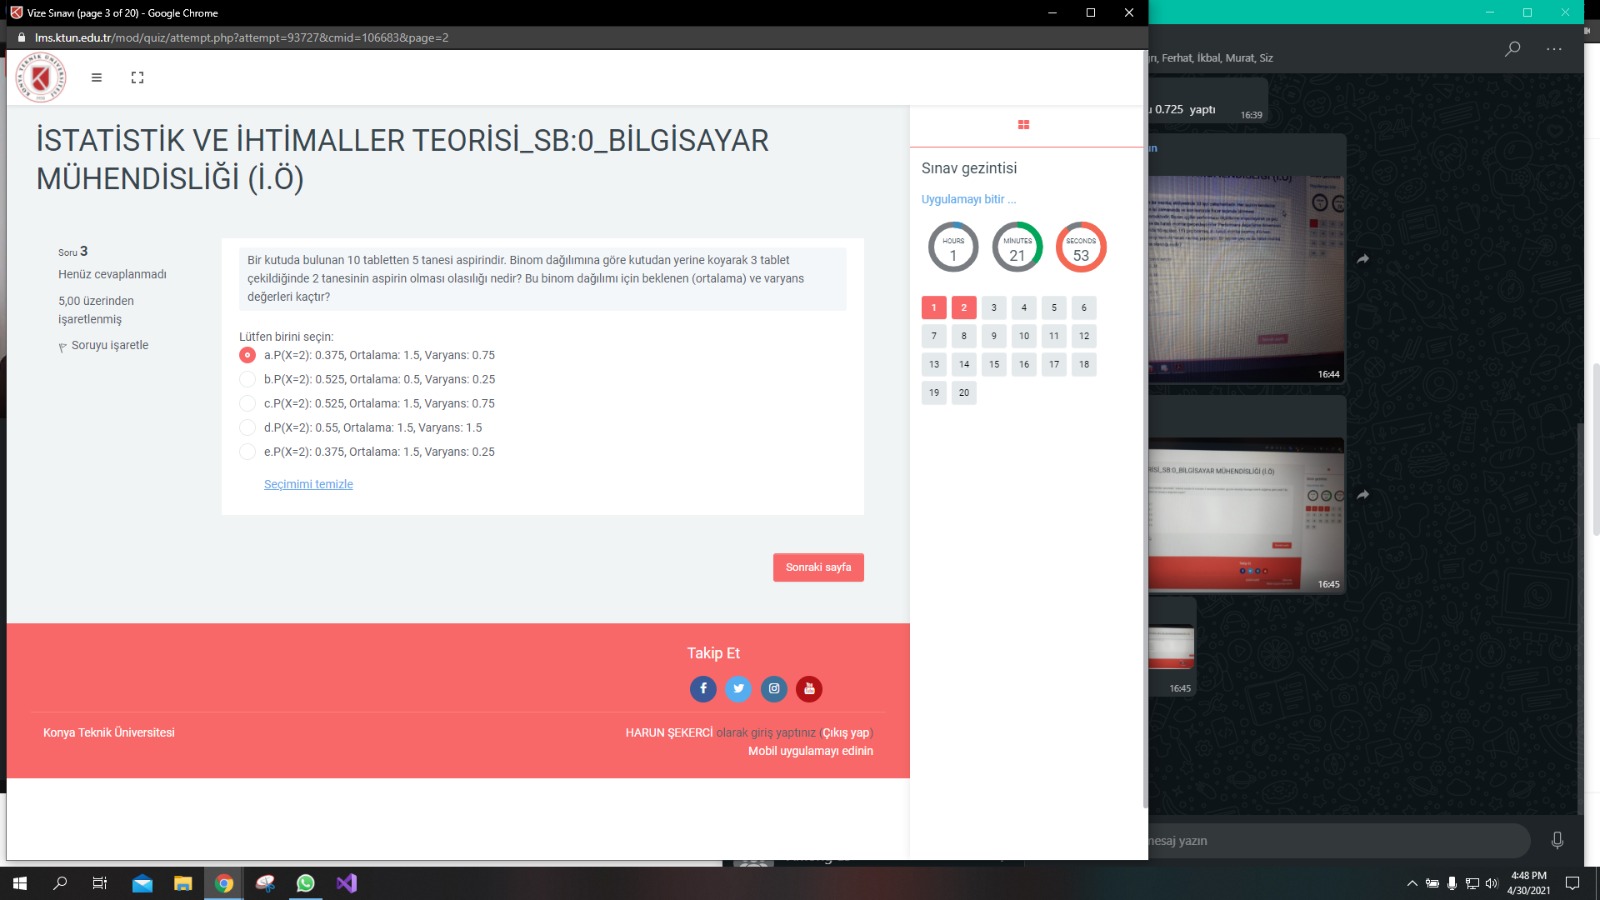 Vize Sınavı (page 3 of 20) - Google Chrome
lms.ktun.edu.tr/mod/quiz/attempt.php?attempt=93727&cmid=106683&page=2
İSTATİSTİK VE İHTİMALLER TEORİSİ_SB:0_BİLGİSAYAR
MÜHENDİSLİĞİ (İ.Ö)
Soru 3
Henüz cevaplanmadı
5,00 üzerinden
işaretlenmiş
Soruyu işaretle
Bir kutuda bulunan 10 tabletten 5 tanesi aspirindir. Binom dağılımına göre kutudan yerine koyarak 3 tablet
çekildiğinde 2 tanesinin aspirin olması olasılığı nedir? Bu binom dağılımı için beklenen (ortalama) ve varyans
değerleri kaçtır?
Lütfen birini seçin:
a.P(X=2): 0.375, Ortalama: 1.5, Varyans: 0.75
b.P(X=2): 0.525, Ortalama: 0.5, Varyans: 0.25
c.P(X=2): 0.525, Ortalama: 1.5, Varyans: 0.75
d.P(X=2): 0.55, Ortalama: 1.5, Varyans: 1.5
e.P(X=2): 0.375, Ortalama: 1.5, Varyans: 0.25
Seçimimi temizle
Sonraki sayfa
Sınav gezintisi
Uygulamayı bitir ...
HOURS
1
MINUTES
21
SECONDS
53
1 2 3 4 5 6
7 8 9 10 11 12
13 14 15 16 17 18
19 20
Takip Et
Konya Teknik Üniversitesi
HARUN ŞEKERCİ olarak giriş yaptınız (Çıkış yap)
Mobil uygulamayı edinin
Ferhat, İkbal, Murat, Siz
0.725 yaptı
16:39
16:44
BİLGİSAYAR MÜHENDİSLİĞİ (İ.Ö)
16:45
16:45
mesaj yazın
4:48 PM
4/30/2021